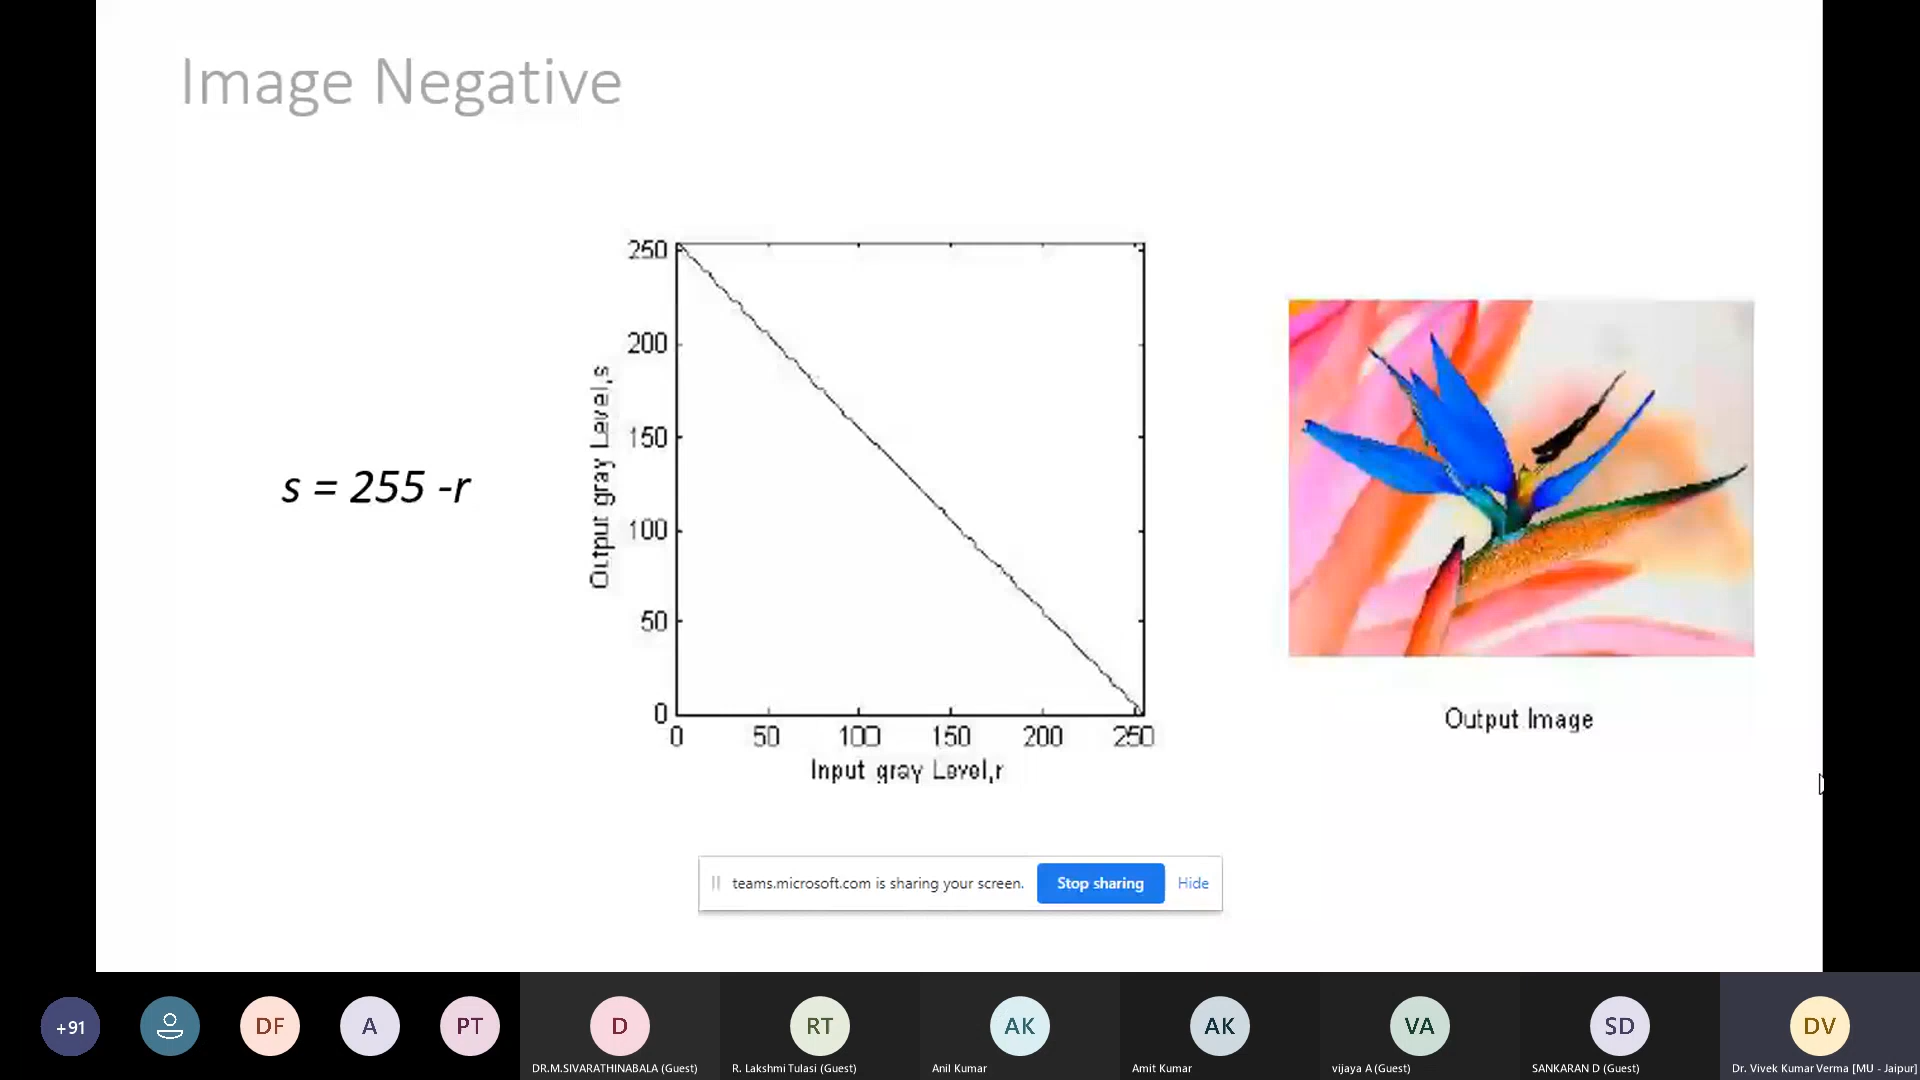 Image Negative
s = 255 -r
Output gray Level,s
250
200
150
100
50
0
0 50 100 150 200 250
Input gray Level,r
Output Image
teams.microsoft.com is sharing your screen. Stop sharing Hide
+91 DF A PT D RT AK AK VA SD DV
DR.M.SIVARATHINABALA (Guest) R. Lakshmi Tulasi (Guest) Anil Kumar Amit Kumar vijaya A (Guest) SANKARAN D (Guest) Dr. Vivek Kumar Verma [MU - Jaipur]